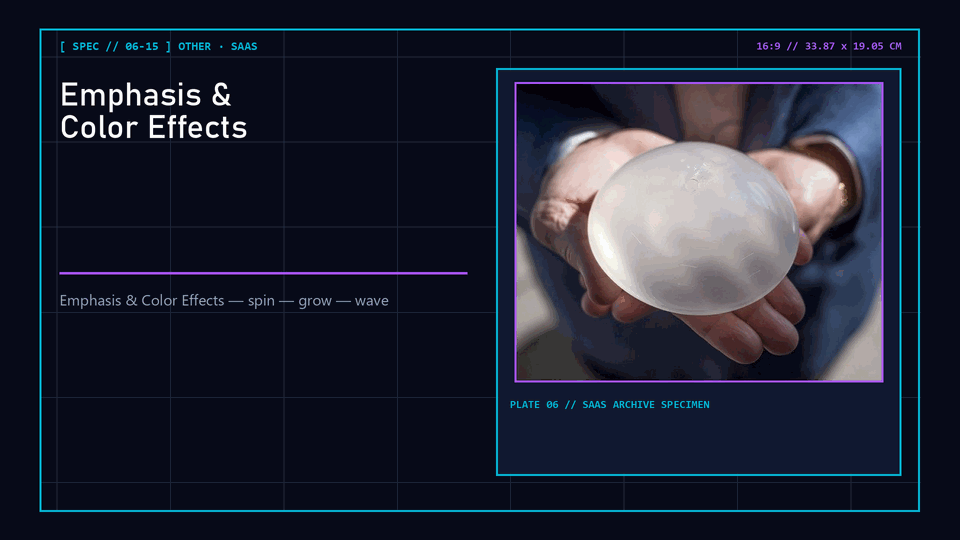 [ SPEC // 06-15 ] OTHER · SAAS
16:9 // 33.87 x 19.05 CM
Emphasis &
Color Effects
Emphasis & Color Effects — spin — grow — wave
PLATE 06 // SAAS ARCHIVE SPECIMEN